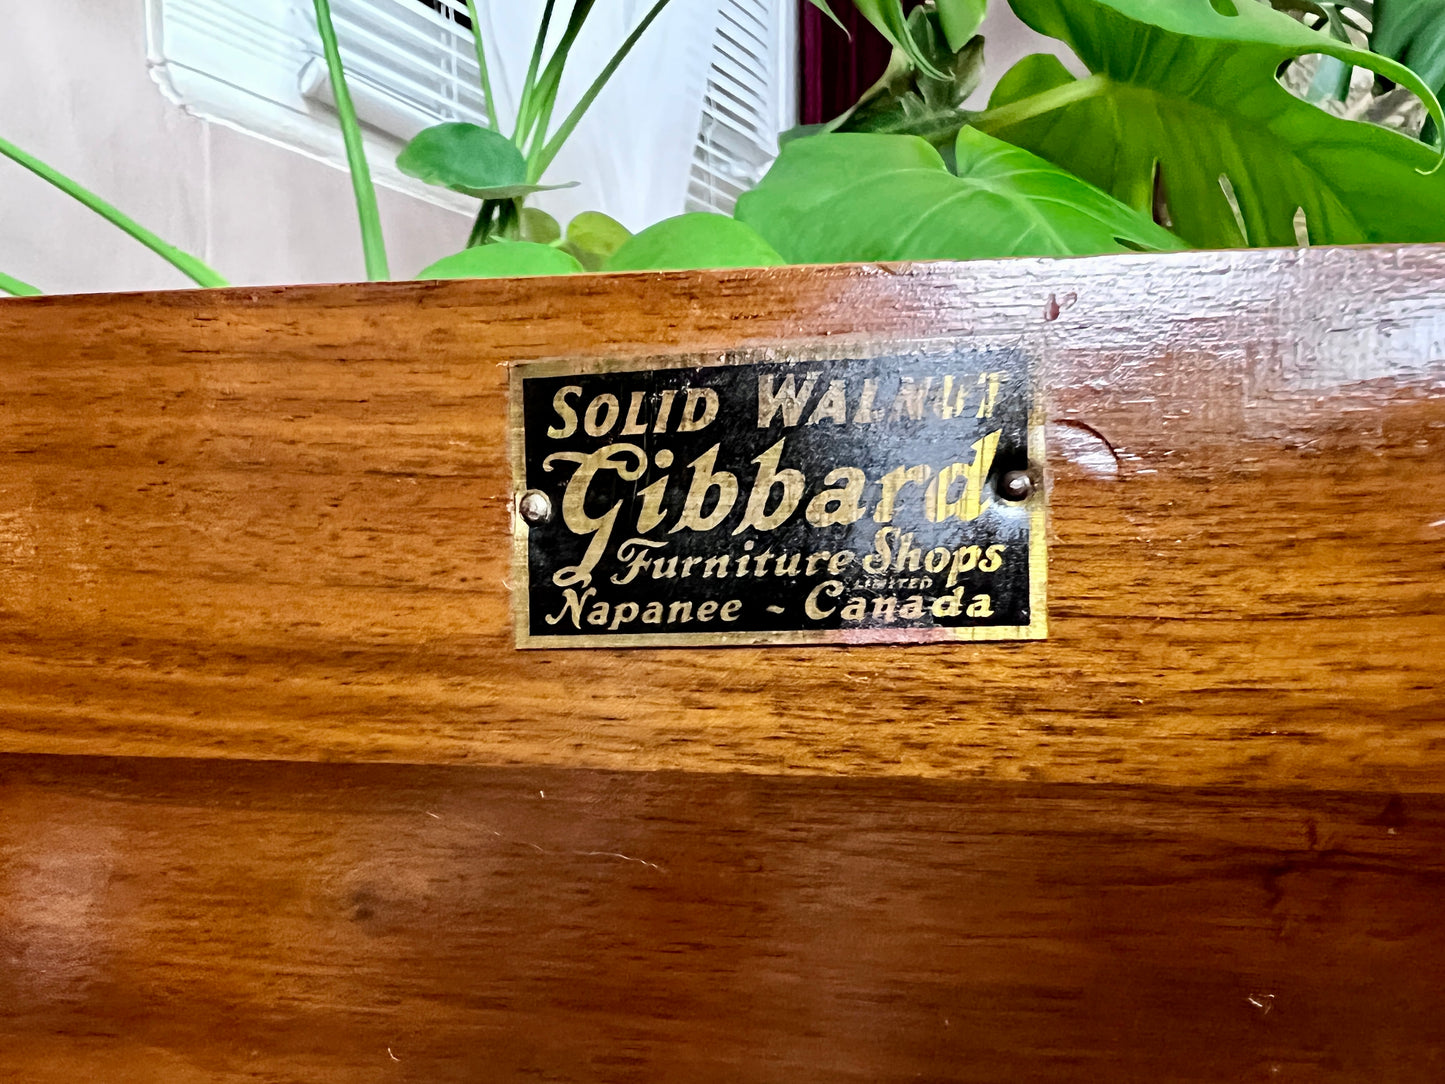 SOLID WALNUT
Gibbard
Furniture Shops
LIMITED
Napanee - Canada